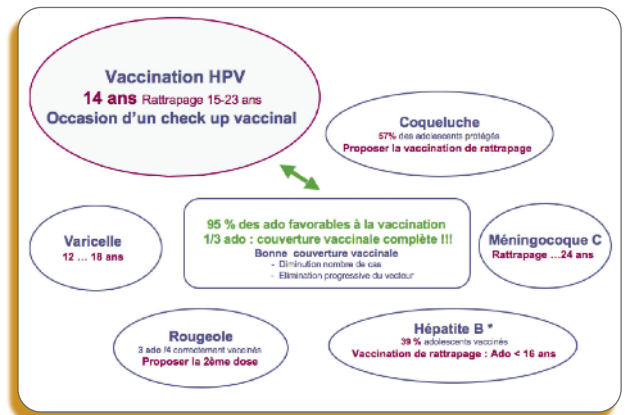 Vaccination HPV
14 ans Rattrapage 15-23 ans
Occasion d'un check up vaccinal
Coqueluche
57% des adolescents protégés
Proposer la vaccination de rattrapage
95 % des ado favorables à la vaccination
1/3 ado : couverture vaccinale complète !!!
Bonne couverture vaccinale
- Diminution nombre de cas
- Elimination progressive du vecteur
Varicelle
12 ... 18 ans
Méningocoque C
Rattrapage ...24 ans
Rougeole
3 ado /4 correctement vaccinés
Proposer la 2ème dose
Hépatite B *
39 % adolescents vaccinés
Vaccination de rattrapage : Ado < 16 ans